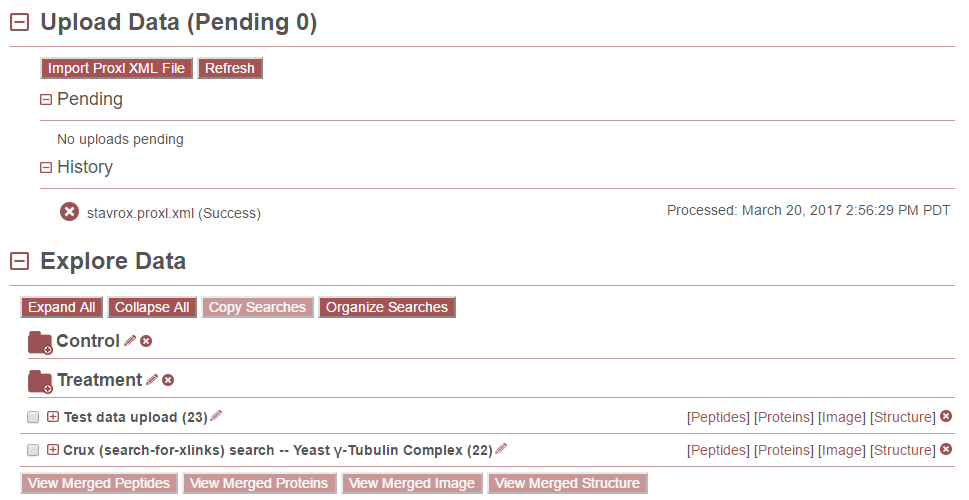 Upload Data (Pending 0)
Import Proxl XML File Refresh
Pending
No uploads pending
History
stavrox.proxl.xml (Success) Processed: March 20, 2017 2:56:29 PM PDT
Explore Data
Expand All Collapse All Copy Searches Organize Searches
Control
Treatment
Test data upload (23) [Peptides] [Proteins] [Image] [Structure]
Crux (search-for-xlinks) search -- Yeast γ-Tubulin Complex (22) [Peptides] [Proteins] [Image] [Structure]
View Merged Peptides View Merged Proteins View Merged Image View Merged Structure